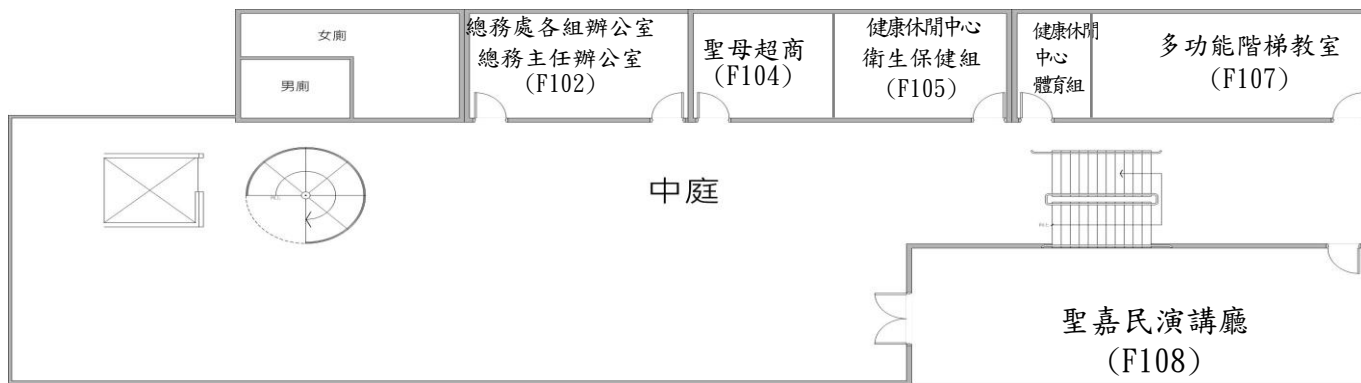 女廁
男廁
總務處各組辦公室
總務主任辦公室
(F102)
聖母超商
(F104)
健康休閒中心
衛生保健組
(F105)
健康休閒
中心
體育組
多功能階梯教室
(F107)
中庭
聖嘉民演講廳
(F108)